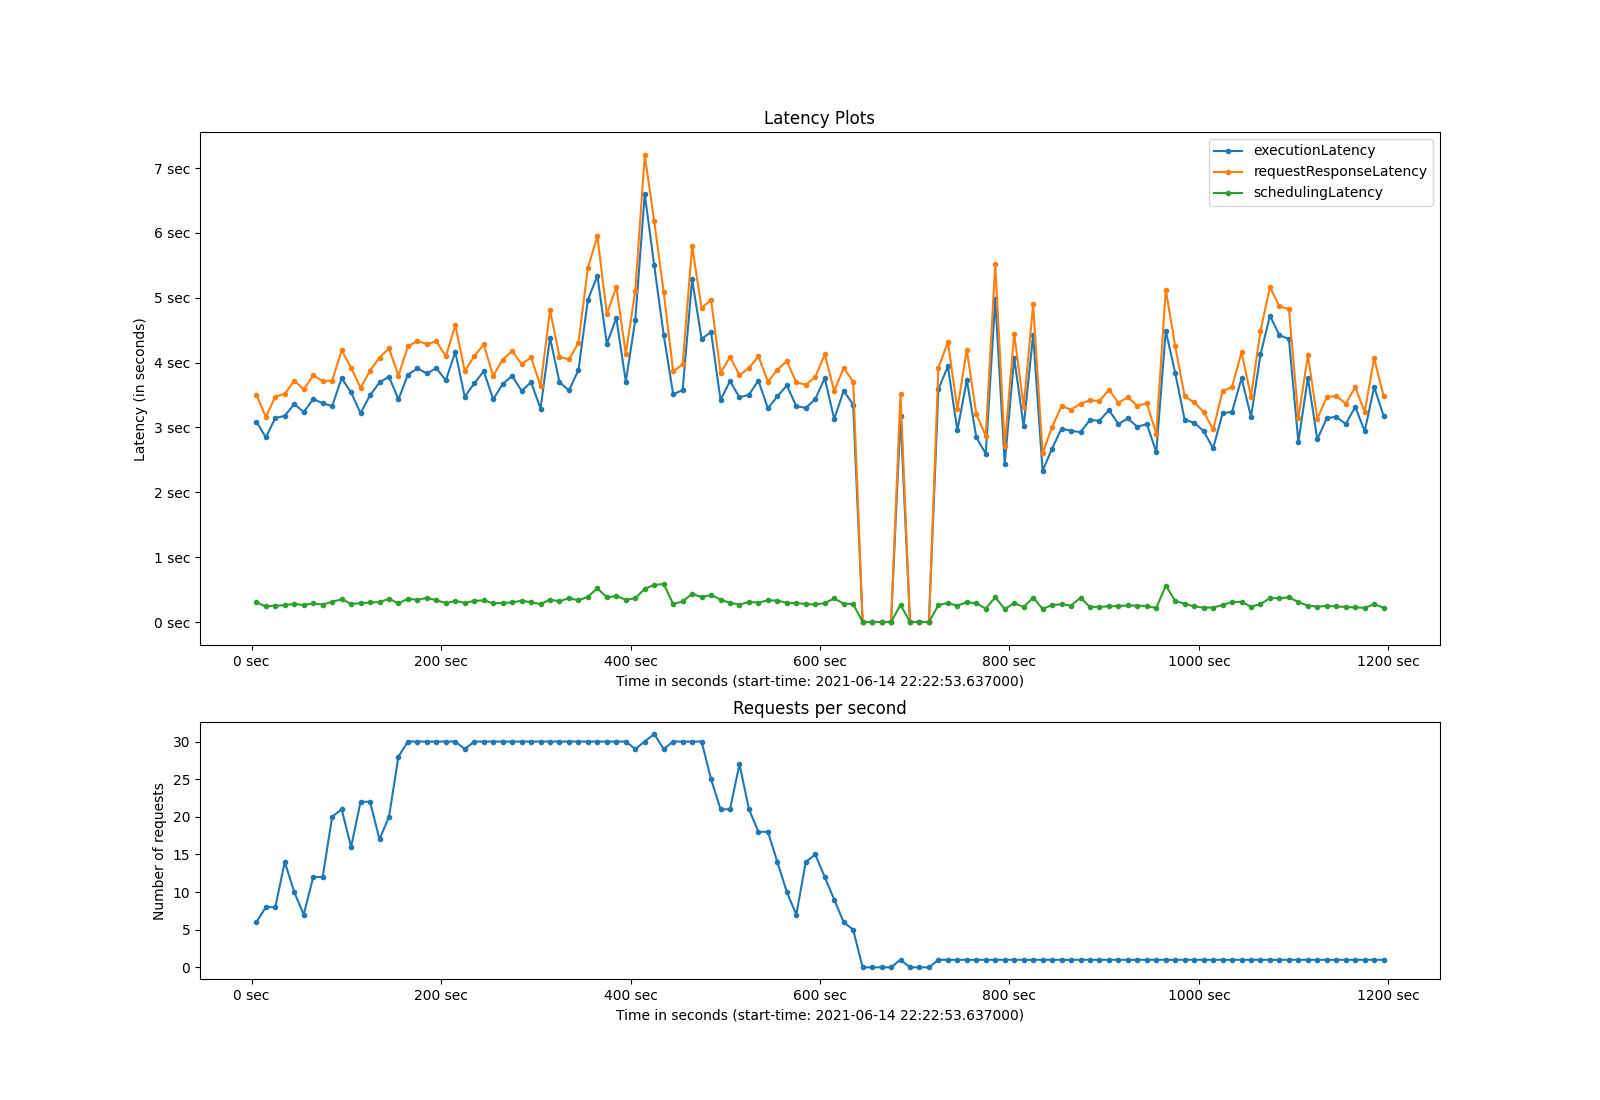 Latency Plots
executionLatency
requestResponseLatency
schedulingLatency
Latency (in seconds)
7 sec
6 sec
5 sec
4 sec
3 sec
2 sec
1 sec
0 sec
0 sec 200 sec 400 sec 600 sec 800 sec 1000 sec 1200 sec
Time in seconds (start-time: 2021-06-14 22:22:53.637000)
Requests per second
Number of requests
30
25
20
15
10
5
0
0 sec 200 sec 400 sec 600 sec 800 sec 1000 sec 1200 sec
Time in seconds (start-time: 2021-06-14 22:22:53.637000)